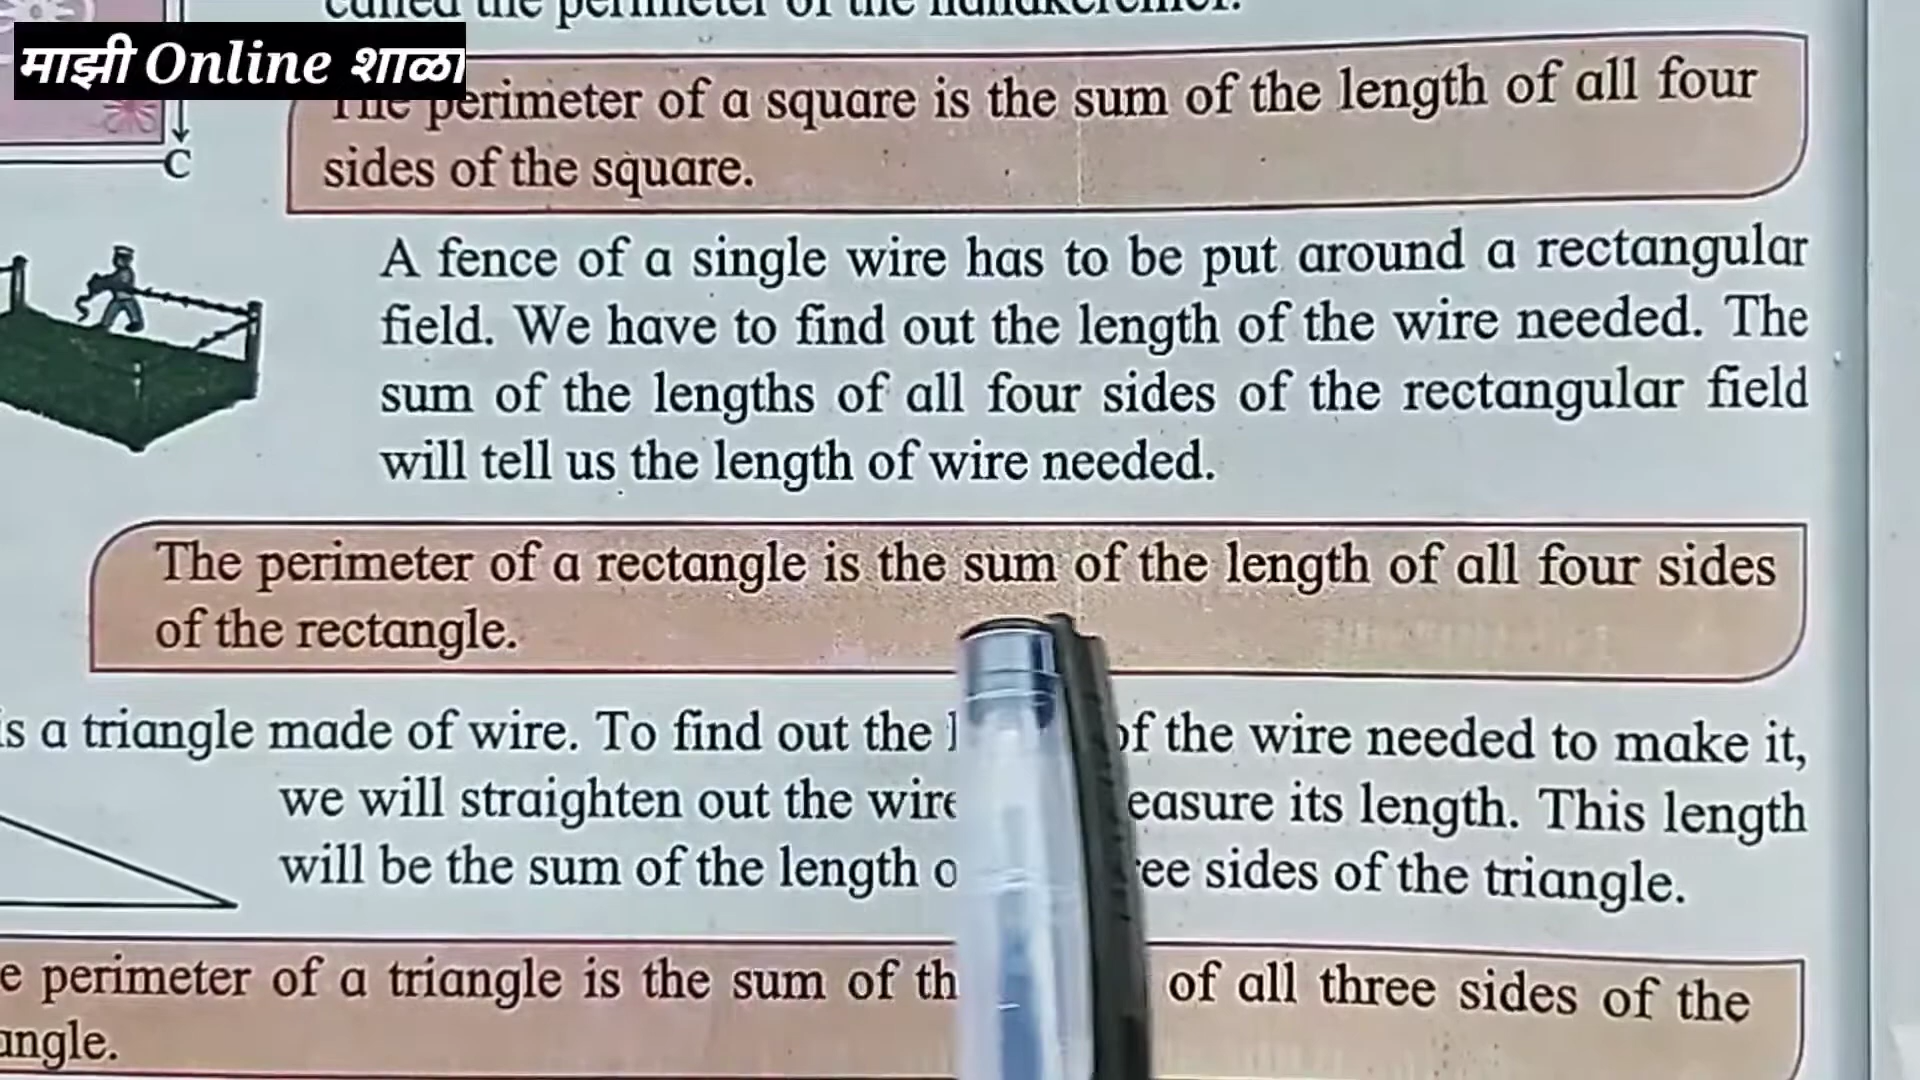 called the perimeter of the handkerchief.
माझी Online शाळा
The perimeter of a square is the sum of the length of all four
sides of the square.
C
A fence of a single wire has to be put around a rectangular
field. We have to find out the length of the wire needed. The
sum of the lengths of all four sides of the rectangular field
will tell us the length of wire needed.
The perimeter of a rectangle is the sum of the length of all four sides
of the rectangle.
is a triangle made of wire. To find out the of the wire needed to make it,
we will straighten out the wire easure its length. This length
will be the sum of the length ee sides of the triangle.
e perimeter of a triangle is the sum of th of all three sides of the
angle.